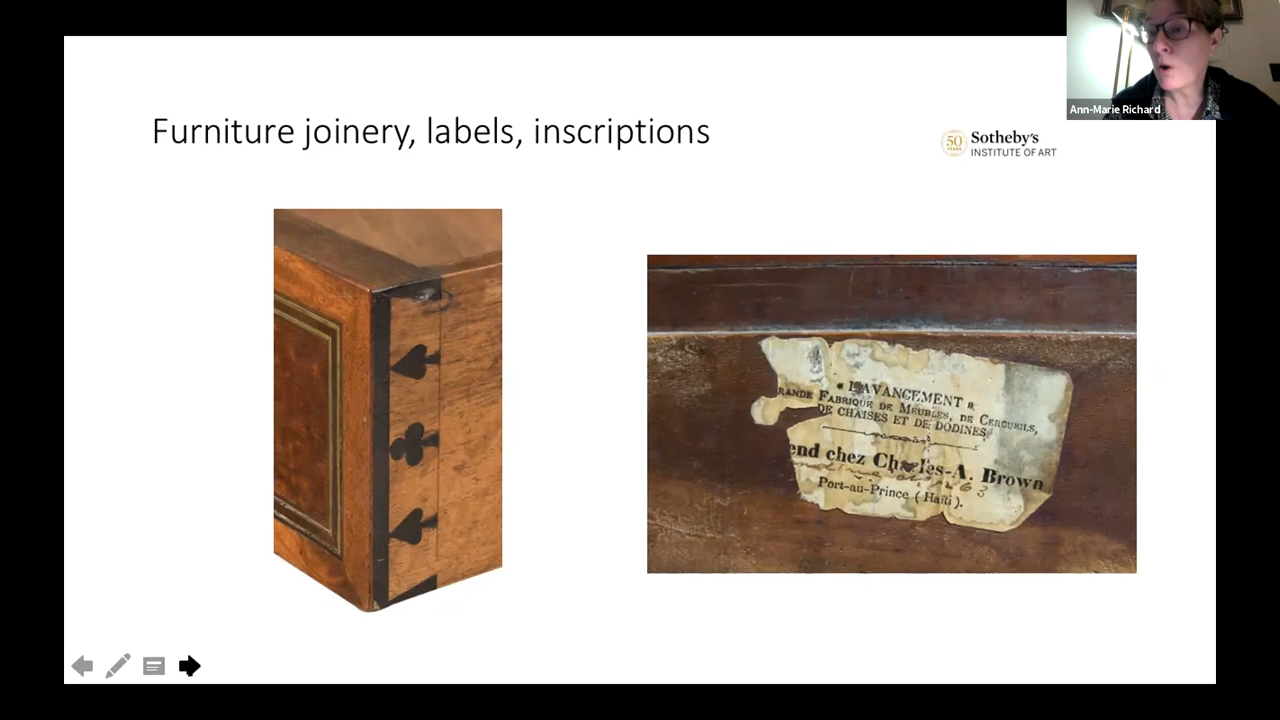 Furniture joinery, labels, inscriptions
50
YEARS
Sotheby's
INSTITUTE OF ART
Ann-Marie Richard
« L'AVANCEMENT »
RANDE FABRIQUE DE MEUBLES, DE CERCUEILS,
DE CHAISES ET DE DODINES
end chez Charles-A. Brown
Port-au-Prince (Haïti).